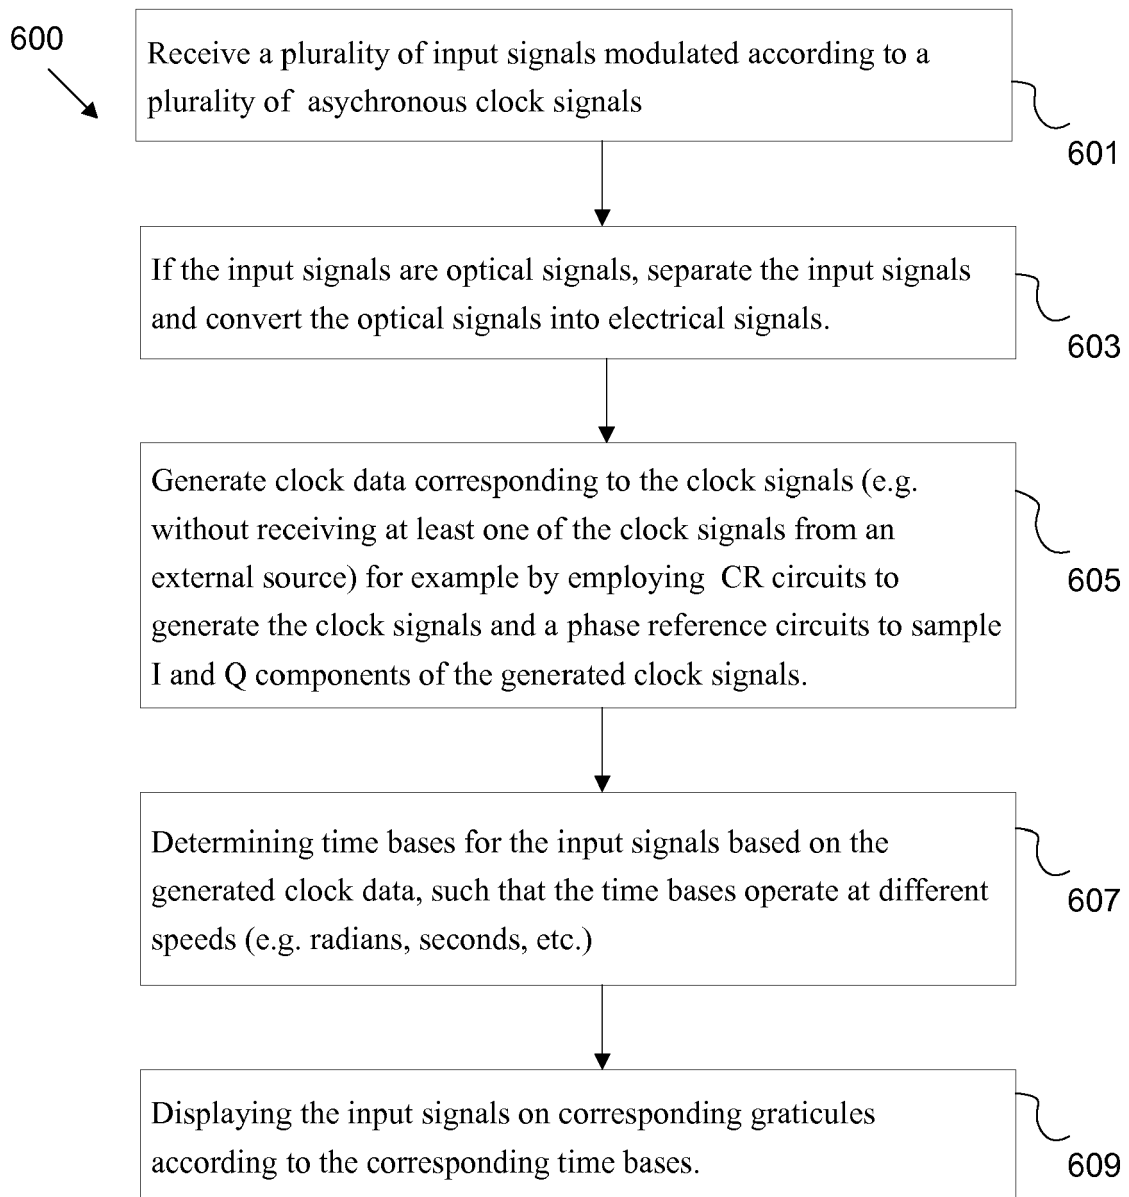 600
Receive a plurality of input signals modulated according to a
plurality of asychronous clock signals
601
If the input signals are optical signals, separate the input signals
and convert the optical signals into electrical signals.
603
Generate clock data corresponding to the clock signals (e.g.
without receiving at least one of the clock signals from an
external source) for example by employing CR circuits to
generate the clock signals and a phase reference circuits to sample
I and Q components of the generated clock signals.
605
Determining time bases for the input signals based on the
generated clock data, such that the time bases operate at different
speeds (e.g. radians, seconds, etc.)
607
Displaying the input signals on corresponding graticules
according to the corresponding time bases.
609